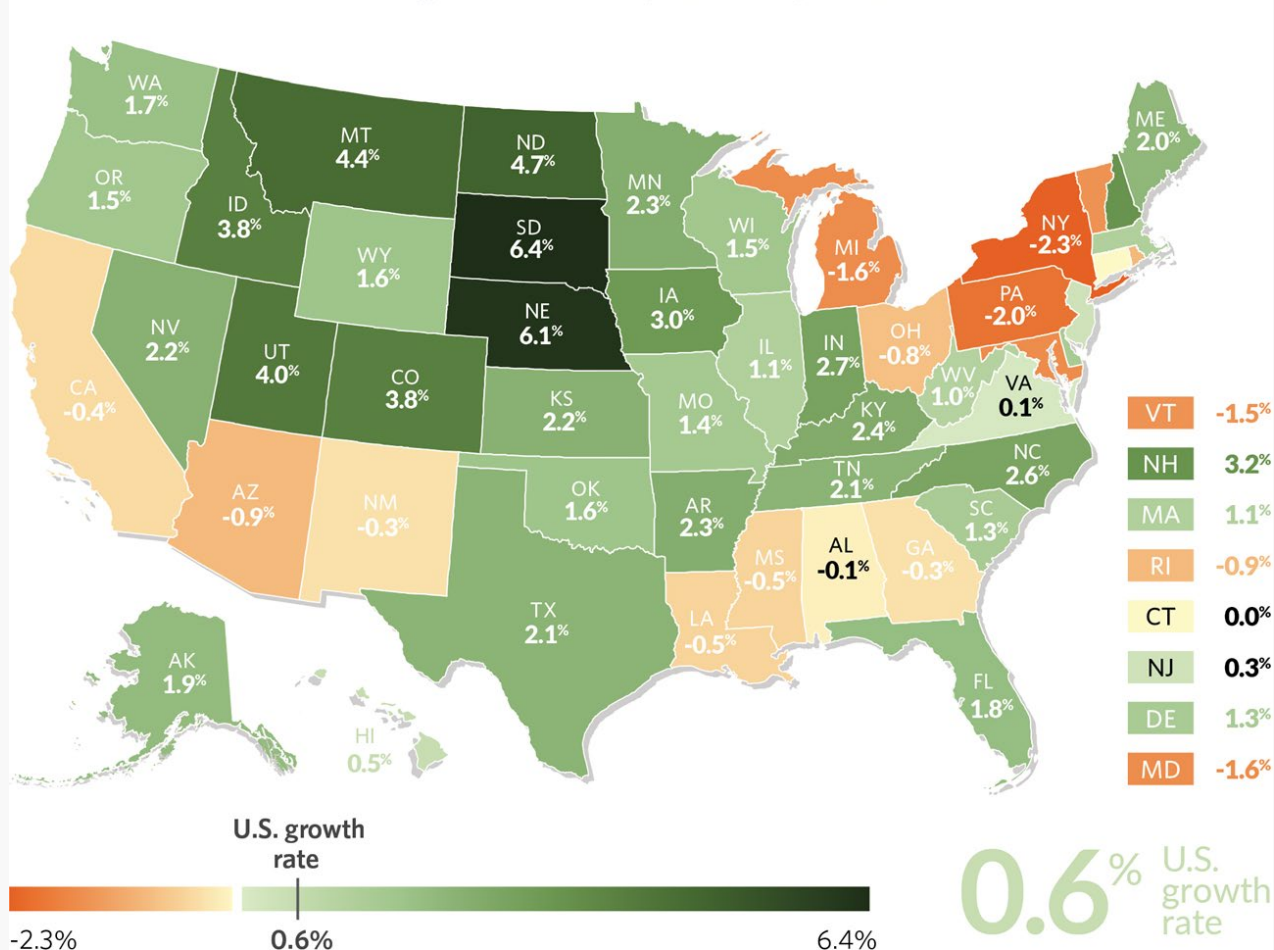 WA
1.7%
OR
1.5%
CA
-0.4%
NV
2.2%
ID
3.8%
MT
4.4%
WY
1.6%
UT
4.0%
AZ
-0.9%
CO
3.8%
NM
-0.3%
ND
4.7%
SD
6.4%
NE
6.1%
KS
2.2%
OK
1.6%
TX
2.1%
MN
2.3%
IA
3.0%
MO
1.4%
AR
2.3%
LA
-0.5%
WI
1.5%
IL
1.1%
MI
-1.6%
IN
2.7%
OH
-0.8%
KY
2.4%
TN
2.1%
MS
-0.5%
AL
-0.1%
GA
-0.3%
FL
1.8%
SC
1.3%
NC
2.6%
VA
0.1%
WV
1.0%
PA
-2.0%
NY
-2.3%
ME
2.0%
AK
1.9%
HI
0.5%
VT -1.5%
NH 3.2%
MA 1.1%
RI -0.9%
CT 0.0%
NJ 0.3%
DE 1.3%
MD -1.6%
U.S. growth
rate
-2.3% 0.6% 6.4%
0.6% U.S.
growth
rate